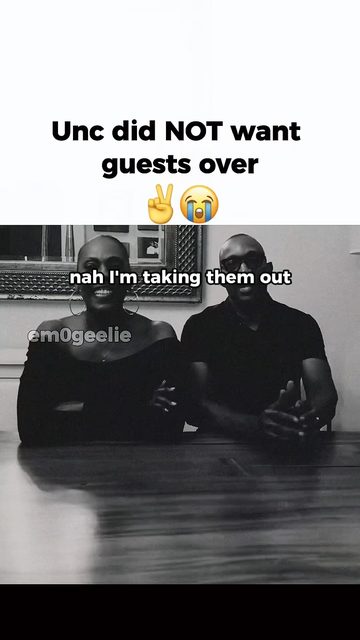 Unc did NOT want
guests over
✌️😭
nah I'm taking them out
em0geelie